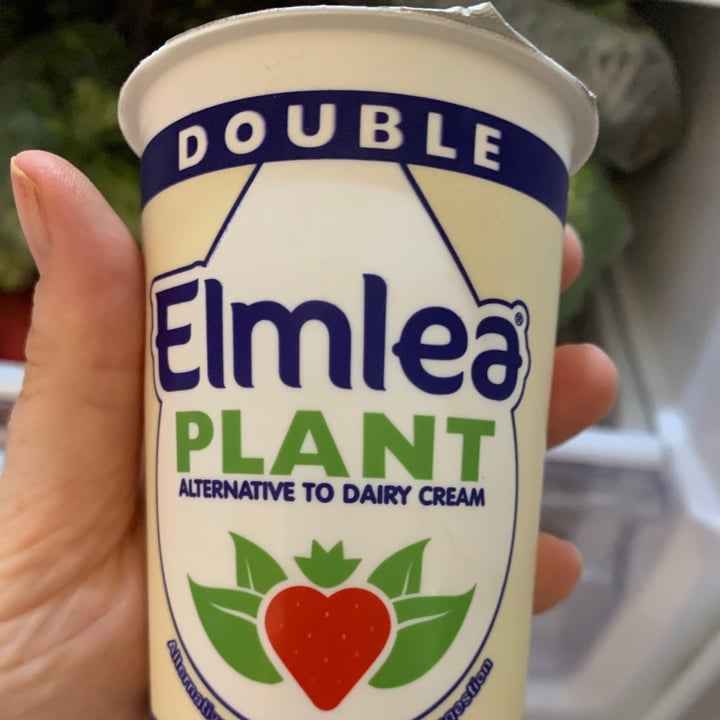 DOUBLE
Elmlea®
PLANT
ALTERNATIVE TO DAIRY CREAM